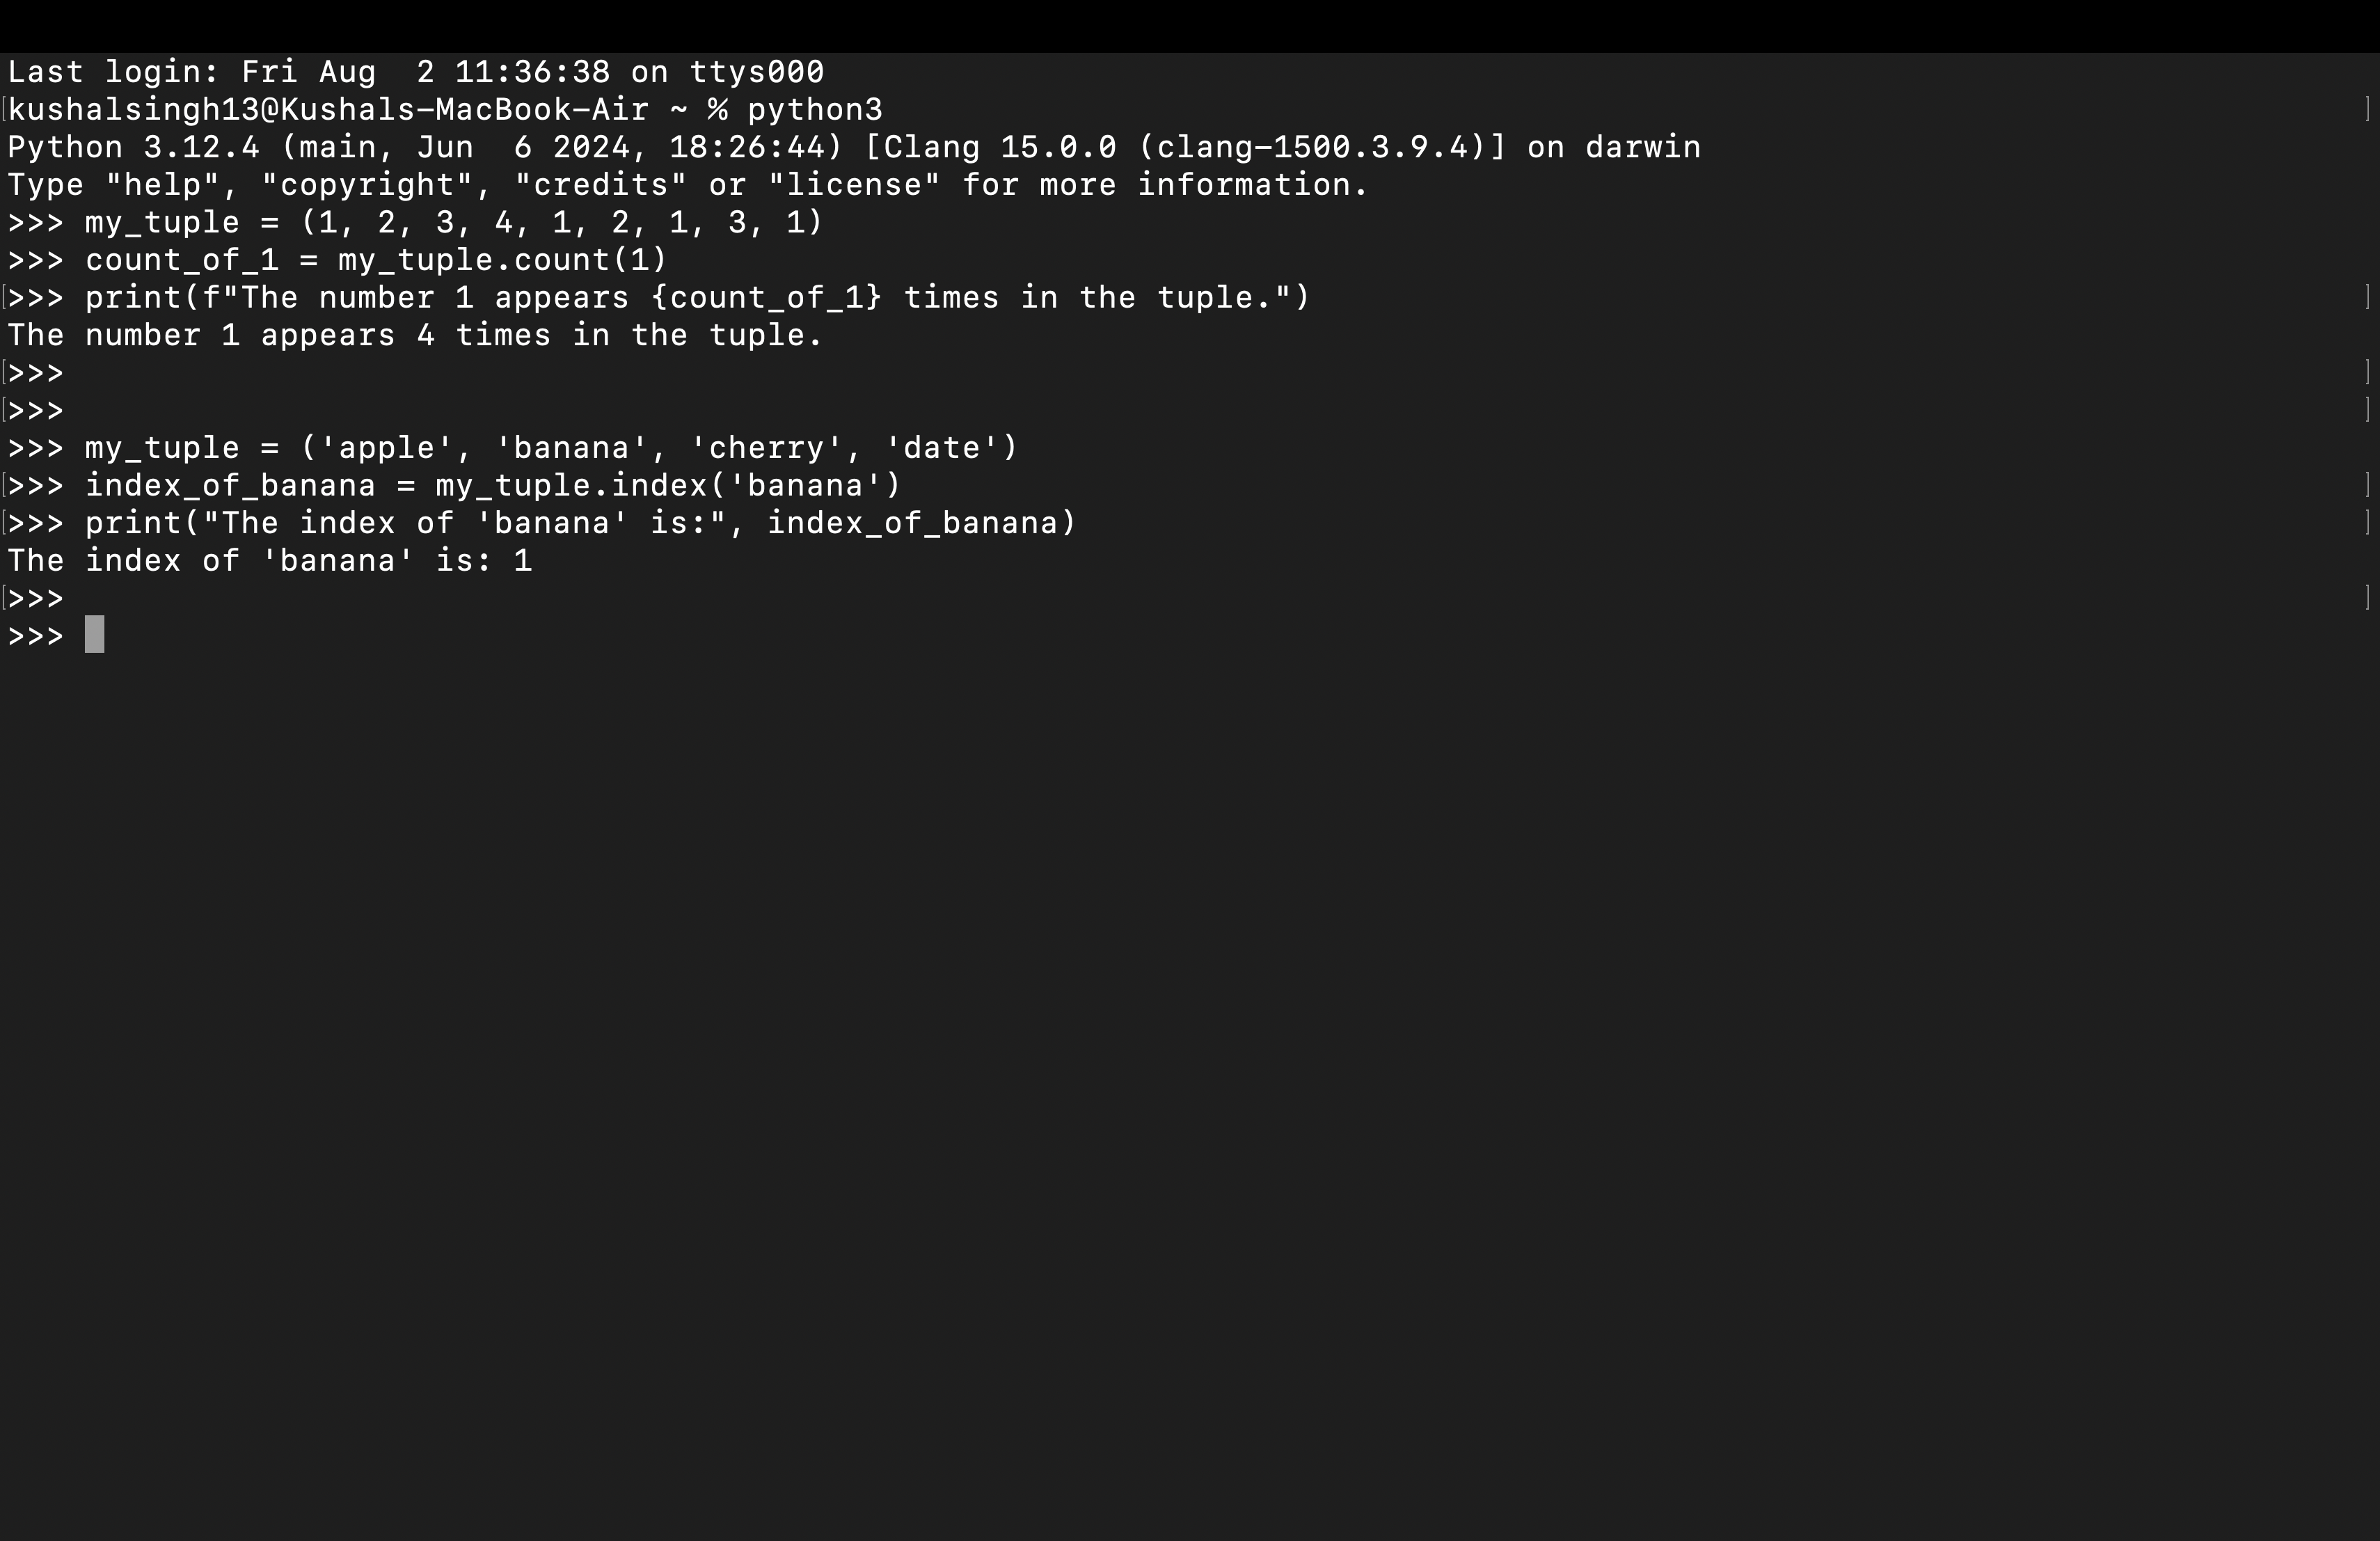 Last login: Fri Aug  2 11:36:38 on ttys000
[kushalsingh13@Kushals-MacBook-Air ~ % python3 ]
Python 3.12.4 (main, Jun  6 2024, 18:26:44) [Clang 15.0.0 (clang-1500.3.9.4)] on darwin
Type "help", "copyright", "credits" or "license" for more information.
>>> my_tuple = (1, 2, 3, 4, 1, 2, 1, 3, 1)
>>> count_of_1 = my_tuple.count(1)
[>>> print(f"The number 1 appears {count_of_1} times in the tuple.") ]
The number 1 appears 4 times in the tuple.
[>>> ]
[>>> ]
>>> my_tuple = ('apple', 'banana', 'cherry', 'date')
[>>> index_of_banana = my_tuple.index('banana') ]
[>>> print("The index of 'banana' is:", index_of_banana) ]
The index of 'banana' is: 1
[>>> ]
>>>